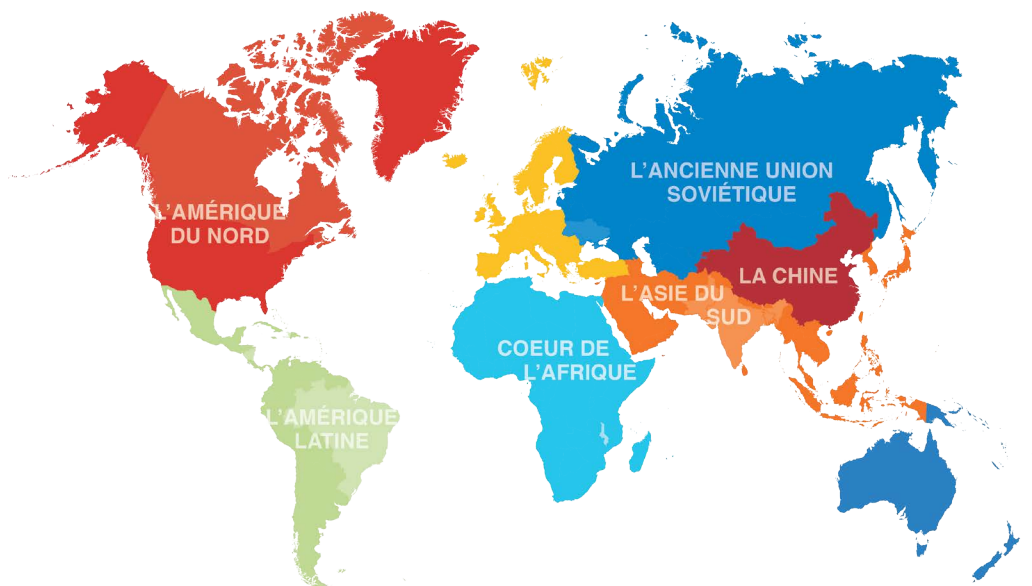 L'AMÉRIQUE
DU NORD
L'ANCIENNE UNION
SOVIÉTIQUE
LA CHINE
L'ASIE DU
SUD
COEUR DE
L'AFRIQUE
L'AMÉRIQUE
LATINE